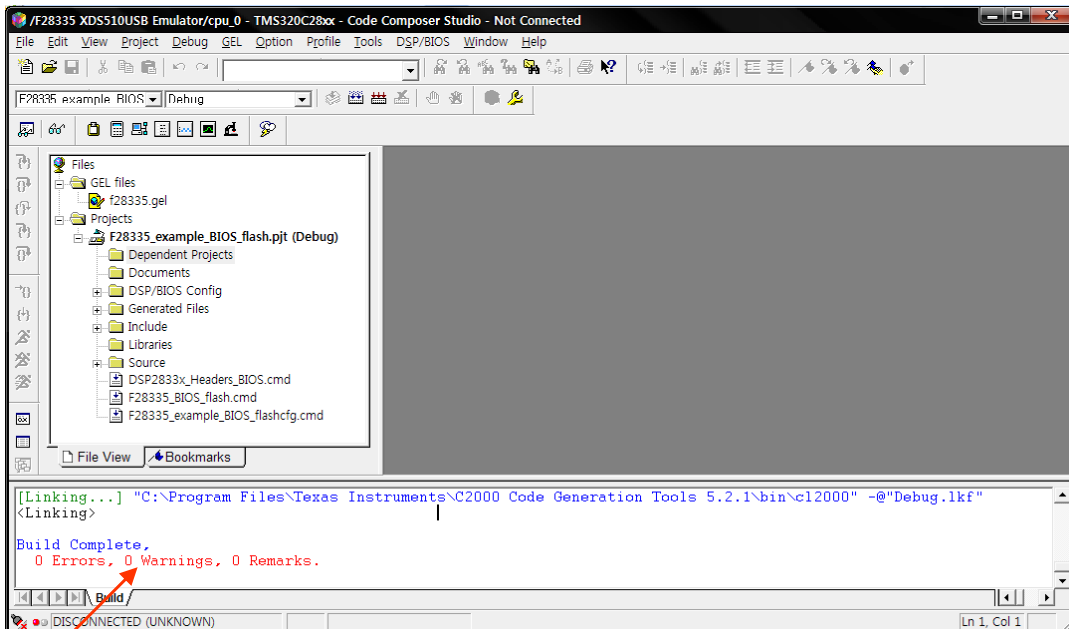 /F28335 XDS510USB Emulator/cpu_0 - TMS320C28xx - Code Composer Studio - Not Connected
File Edit View Project Debug GEL Option Profile Tools DSP/BIOS Window Help
F28335_example_BIOS Debug
Files
GEL files
f28335.gel
Projects
F28335_example_BIOS_flash.pjt (Debug)
Dependent Projects
Documents
DSP/BIOS Config
Generated Files
Include
Libraries
Source
DSP2833x_Headers_BIOS.cmd
F28335_BIOS_flash.cmd
F28335_example_BIOS_flashcfg.cmd
File View Bookmarks
[Linking...] "C:\Program Files\Texas Instruments\C2000 Code Generation Tools 5.2.1\bin\cl2000" -@"Debug.lkf"
<Linking>
Build Complete,
0 Errors, 0 Warnings, 0 Remarks.
Build
DISCONNECTED (UNKNOWN) Ln 1, Col 1